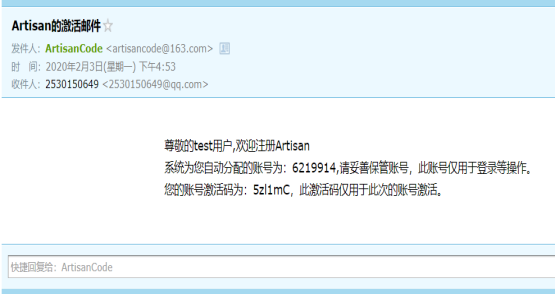 Artisan的激活邮件☆
发件人：ArtisanCode <artisancode@163.com>
时　间：2020年2月3日(星期一) 下午4:53
收件人：2530150649 <2530150649@qq.com>
尊敬的test用户,欢迎注册Artisan
系统为您自动分配的账号为：6219914,请妥善保管账号，此账号仅用于登录等操作。
您的账号激活码为：5zl1mC，此激活码仅用于此次的账号激活。
快捷回复给：ArtisanCode